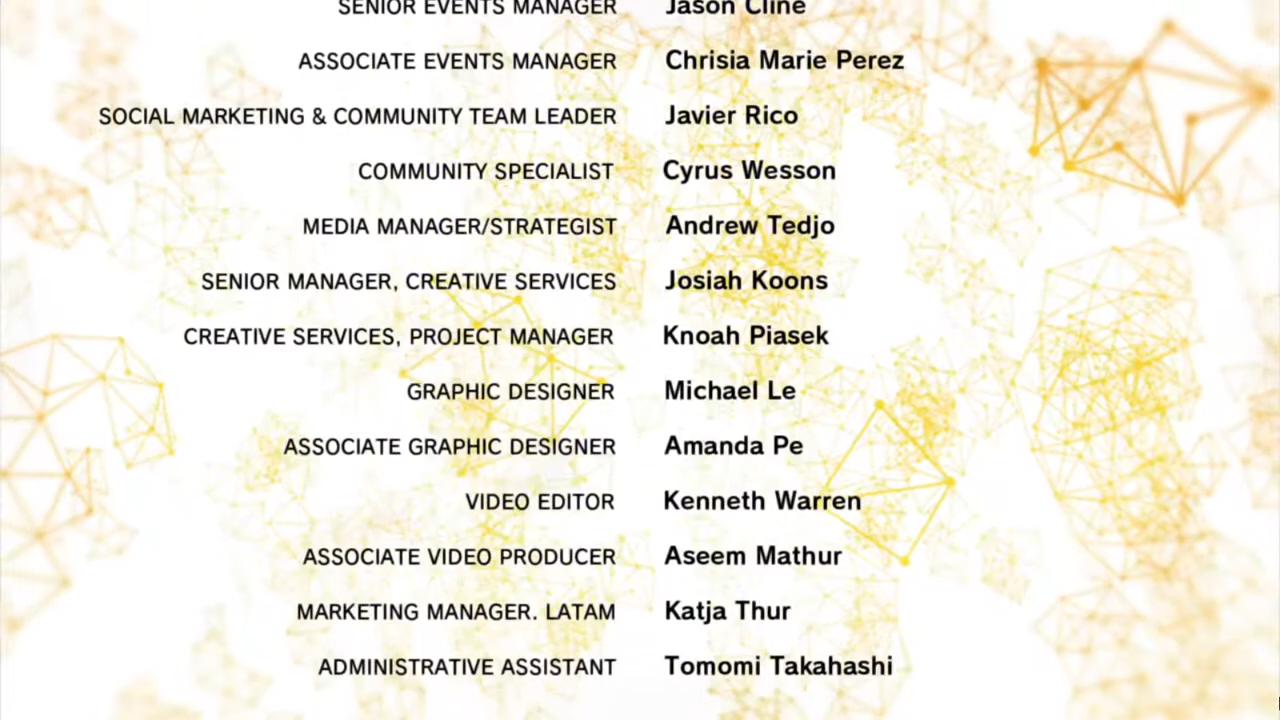 SENIOR EVENTS MANAGER Jason Cline
ASSOCIATE EVENTS MANAGER Chrisia Marie Perez
SOCIAL MARKETING & COMMUNITY TEAM LEADER Javier Rico
COMMUNITY SPECIALIST Cyrus Wesson
MEDIA MANAGER/STRATEGIST Andrew Tedjo
SENIOR MANAGER, CREATIVE SERVICES Josiah Koons
CREATIVE SERVICES, PROJECT MANAGER Knoah Piasek
GRAPHIC DESIGNER Michael Le
ASSOCIATE GRAPHIC DESIGNER Amanda Pe
VIDEO EDITOR Kenneth Warren
ASSOCIATE VIDEO PRODUCER Aseem Mathur
MARKETING MANAGER. LATAM Katja Thur
ADMINISTRATIVE ASSISTANT Tomomi Takahashi